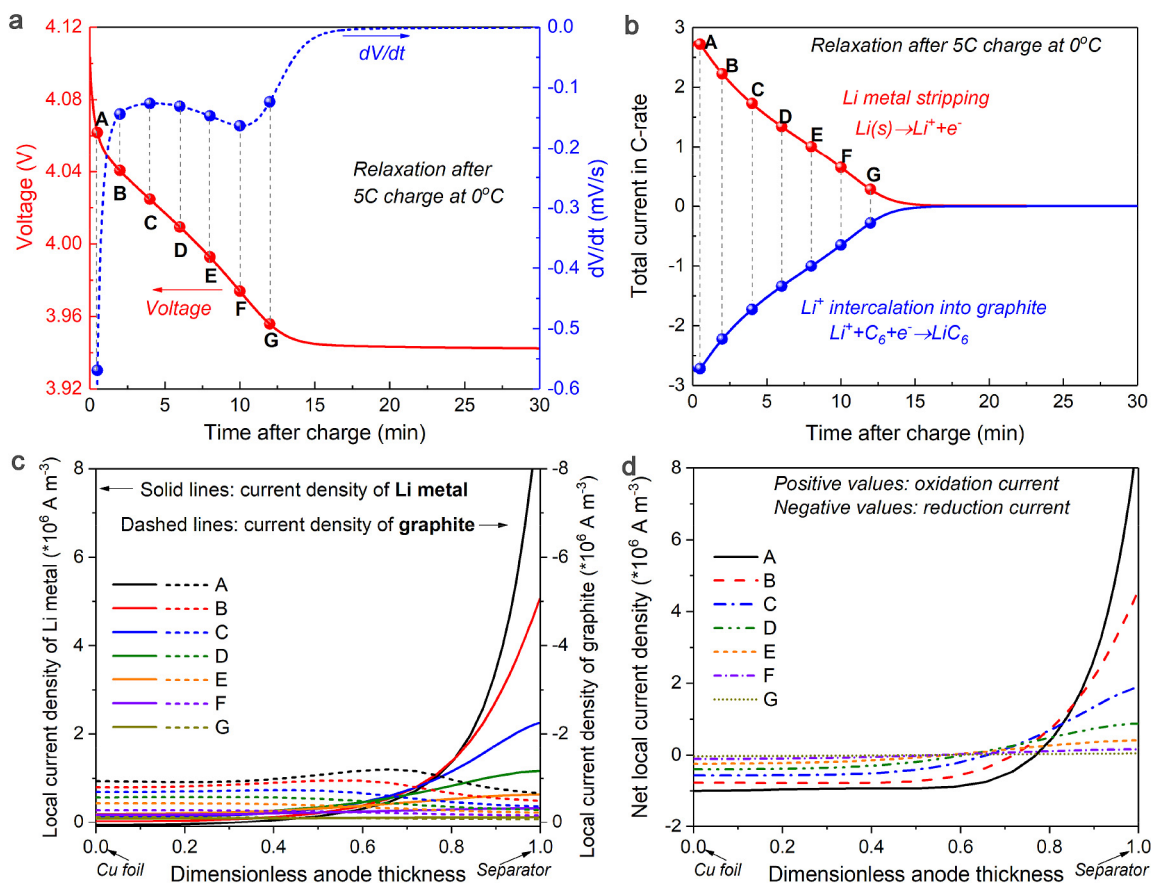 a
4.12
4.08
4.04
4.00
3.96
3.92
Voltage (V)
0 5 10 15 20 25 30
Time after charge (min)
0.0
-0.1
-0.2
-0.3
-0.4
-0.5
-0.6
dV/dt (mV/s)
dV/dt
A
B
C
D
E
F
G
Relaxation after
5C charge at 0°C
Voltage
b
3
2
1
0
-1
-2
-3
Total current in C-rate
0 5 10 15 20 25 30
Time after charge (min)
Relaxation after 5C charge at 0°C
A
B
C
D
E
F
G
Li metal stripping
Li(s)→Li⁺+e⁻
Li⁺ intercalation into graphite
Li⁺+C₆+e⁻→LiC₆
c
8
6
4
2
0
Local current density of Li metal (*10⁶ A m⁻³)
-8
-6
-4
-2
0
Local current density of graphite (*10⁶ A m⁻³)
Solid lines: current density of Li metal
Dashed lines: current density of graphite
A
B
C
D
E
F
G
0.0 0.2 0.4 0.6 0.8 1.0
Cu foil
Dimensionless anode thickness
Separator
d
8
6
4
2
0
-2
Net local current density (*10⁶ A m⁻³)
Positive values: oxidation current
Negative values: reduction current
A
B
C
D
E
F
G
0.0 0.2 0.4 0.6 0.8 1.0
Cu foil
Dimensionless anode thickness
Separator